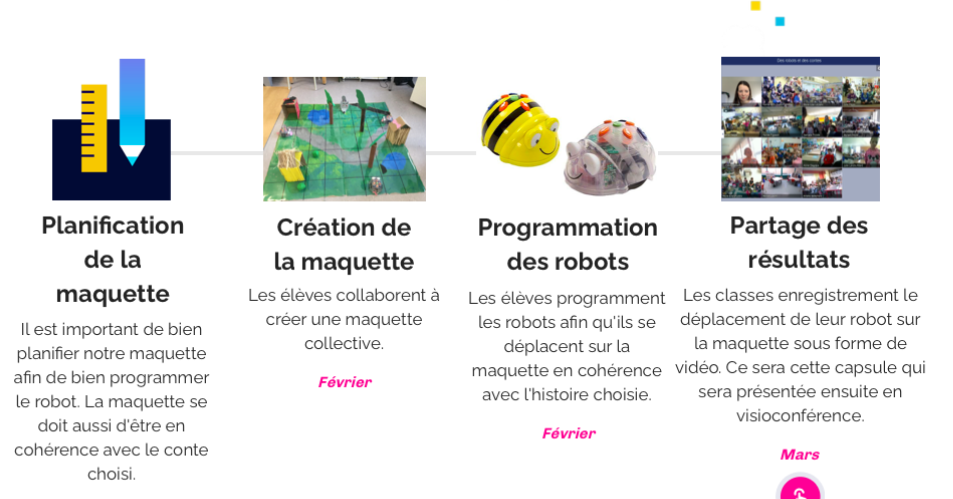 Planification
de la
maquette
Il est important de bien
planifier notre maquette
afin de bien programmer
le robot. La maquette se
doit aussi d'être en
cohérence avec le conte
choisi.
Création de
la maquette
Les élèves collaborent à
créer une maquette
collective.
Février
Programmation
des robots
Les élèves programment
les robots afin qu'ils se
déplacent sur la
maquette en cohérence
avec l'histoire choisie.
Février
Partage des
résultats
Les classes enregistrement le
déplacement de leur robot sur
la maquette sous forme de
vidéo. Ce sera cette capsule qui
sera présentée ensuite en
visioconférence.
Mars